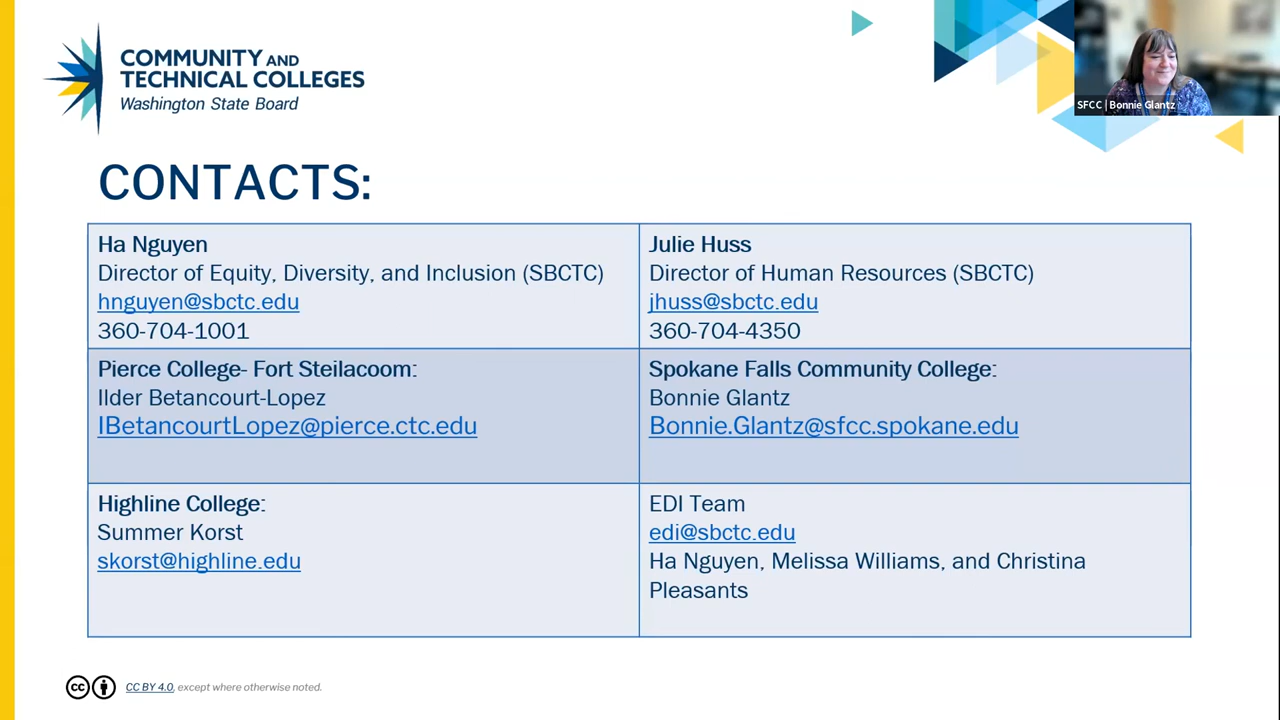 COMMUNITY AND
TECHNICAL COLLEGES
Washington State Board
SFCC | Bonnie Glantz
CONTACTS:
Ha Nguyen
Director of Equity, Diversity, and Inclusion (SBCTC)
hnguyen@sbctc.edu
360-704-1001
Julie Huss
Director of Human Resources (SBCTC)
jhuss@sbctc.edu
360-704-4350
Pierce College- Fort Steilacoom:
Ilder Betancourt-Lopez
IBetancourtLopez@pierce.ctc.edu
Spokane Falls Community College:
Bonnie Glantz
Bonnie.Glantz@sfcc.spokane.edu
Highline College:
Summer Korst
skorst@highline.edu
EDI Team
edi@sbctc.edu
Ha Nguyen, Melissa Williams, and Christina
Pleasants
cc CC BY 4.0, except where otherwise noted.